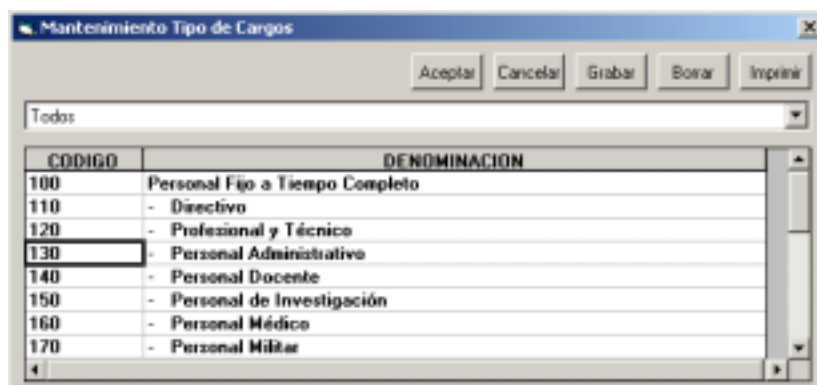 Mantenimiento Tipo de Cargos
Aceptar Cancelar Grabar Borrar Imprimir
Todos
CODIGO DENOMINACION
100 Personal Fijo a Tiempo Completo
110 - Directivo
120 - Profesional y Técnico
130 - Personal Administrativo
140 - Personal Docente
150 - Personal de Investigación
160 - Personal Médico
170 - Personal Militar